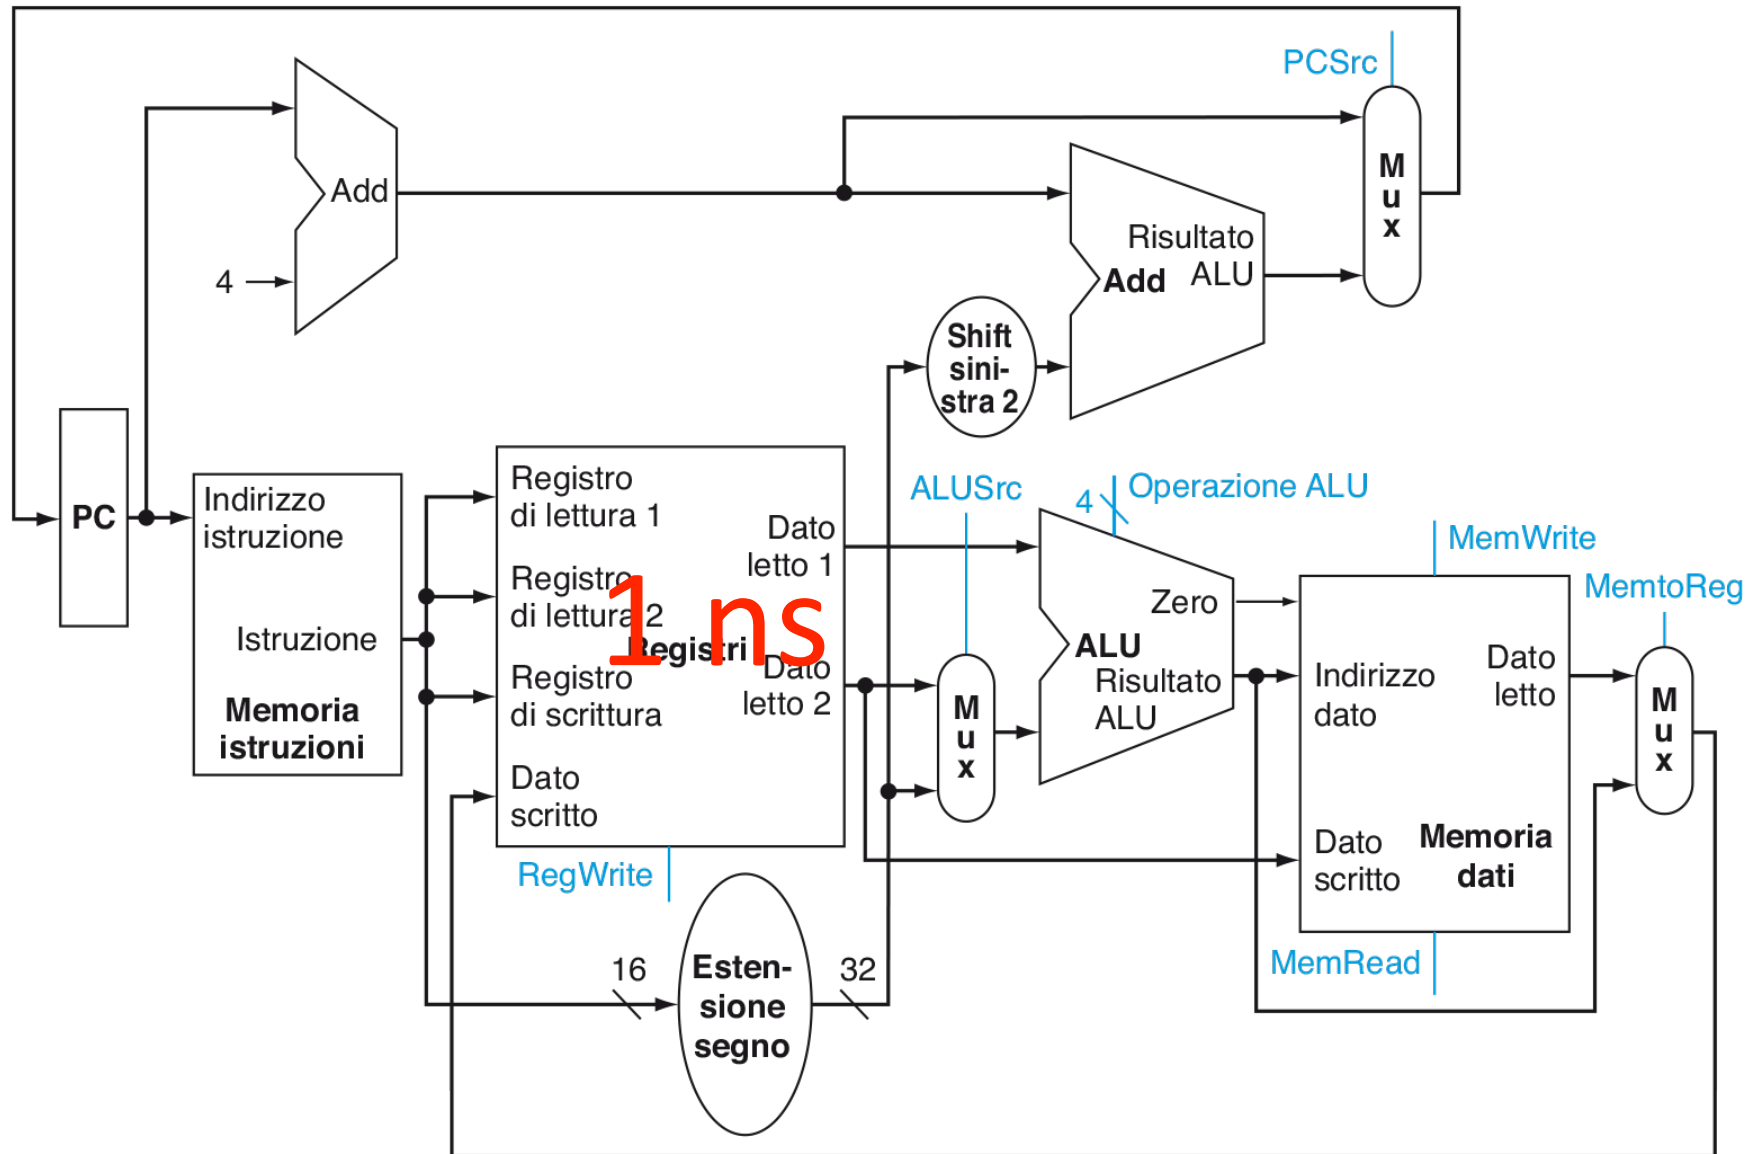 PCSrc
Add
4
M
u
x
Risultato
Add ALU
Shift
sini-
stra 2
PC
Indirizzo
istruzione
Istruzione
Memoria
istruzioni
Registro
di lettura 1
Dato
letto 1
Registro
di lettura 2
1 ns
Registri
Dato
letto 2
Registro
di scrittura
Dato
scritto
RegWrite
16
Esten-
sione
segno
32
ALUSrc
M
u
x
4
Operazione ALU
Zero
ALU
Risultato
ALU
MemWrite
MemtoReg
Indirizzo
dato
Dato
letto
Dato
scritto
Memoria
dati
MemRead
M
u
x